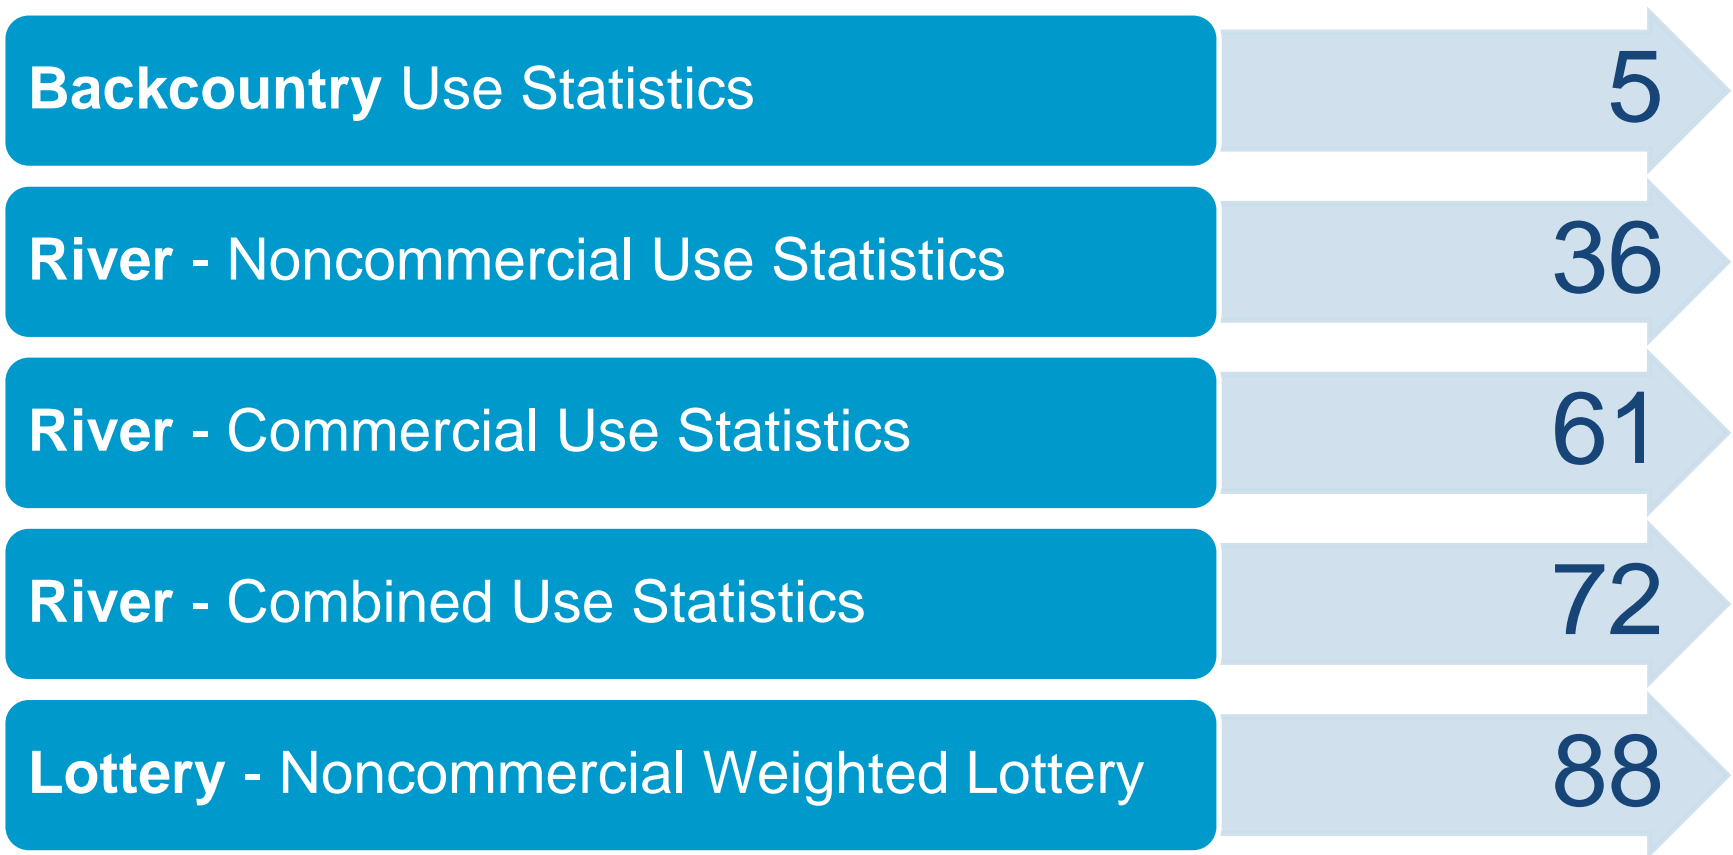 Backcountry Use Statistics 5
River - Noncommercial Use Statistics 36
River - Commercial Use Statistics 61
River - Combined Use Statistics 72
Lottery - Noncommercial Weighted Lottery 88